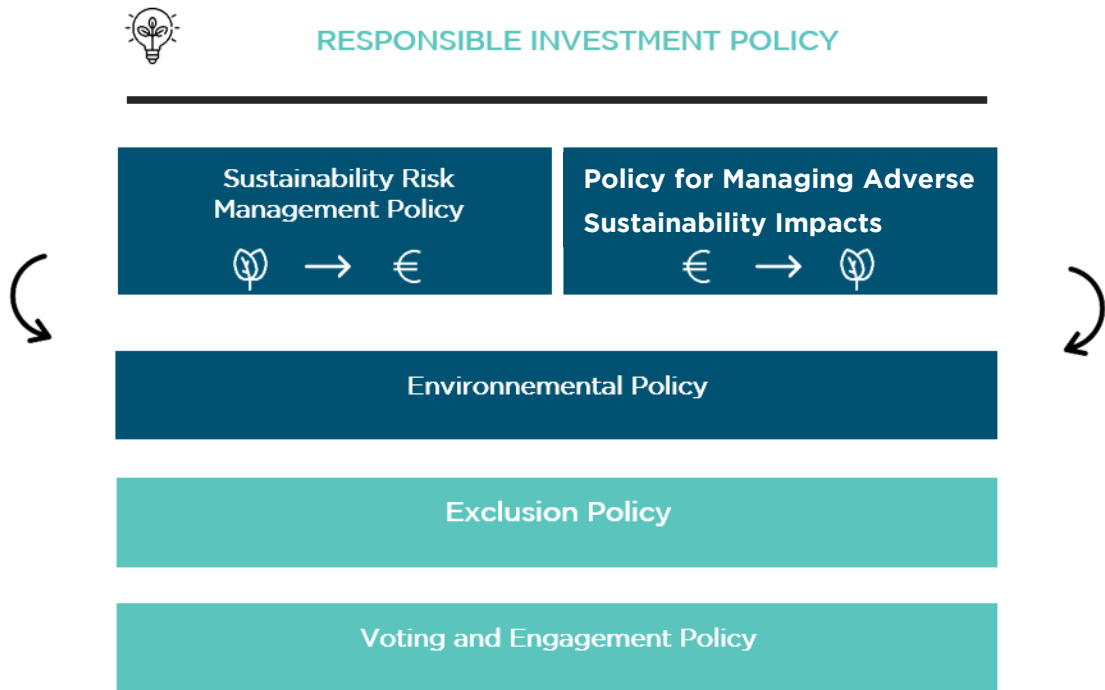 RESPONSIBLE INVESTMENT POLICY
Sustainability Risk
Management Policy
€
Policy for Managing Adverse
Sustainability Impacts
€
Environnemental Policy
Exclusion Policy
Voting and Engagement Policy